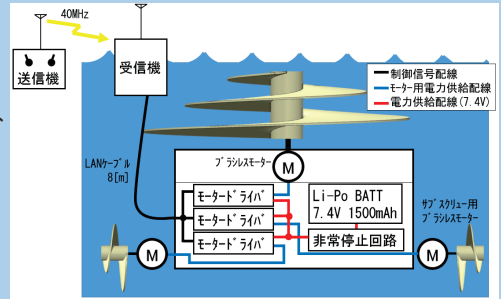 40MHz
送信機
受信機
制御信号配線
ﾓｰﾀｰ用電力供給配線
電力供給配線(7.4V)
LANｹｰﾌﾞﾙ
8[m]
ﾌﾞﾗｼﾚｽﾓｰﾀｰ
M
モータドライバ
モータドライバ
モータドライバ
Li-Po BATT
7.4V 1500mAh
非常停止回路
ｻﾌﾞｽｸﾘｭｰ用
ﾌﾞﾗｼﾚｽﾓｰﾀｰ
M
M